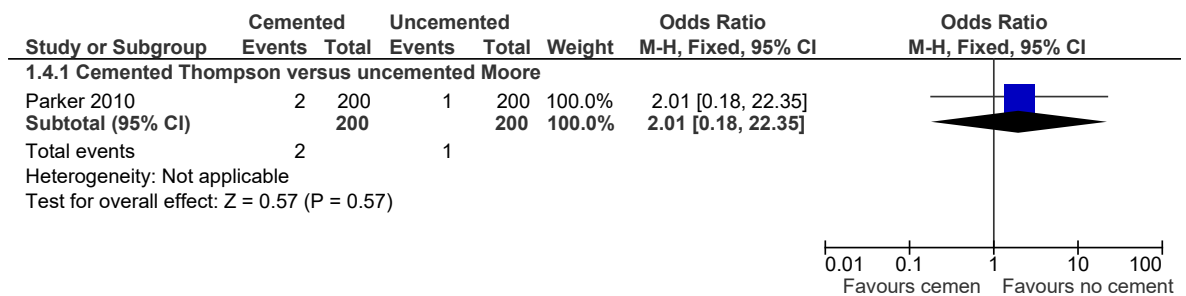 Cemented Uncemented Odds Ratio Odds Ratio
Study or Subgroup Events Total Events Total Weight M-H, Fixed, 95% CI M-H, Fixed, 95% CI
1.4.1 Cemented Thompson versus uncemented Moore
Parker 2010 2 200 1 200 100.0% 2.01 [0.18, 22.35]
Subtotal (95% CI) 200 200 100.0% 2.01 [0.18, 22.35]
Total events 2 1
Heterogeneity: Not applicable
Test for overall effect: Z = 0.57 (P = 0.57)
0.01 0.1 1 10 100
Favours cemen Favours no cement